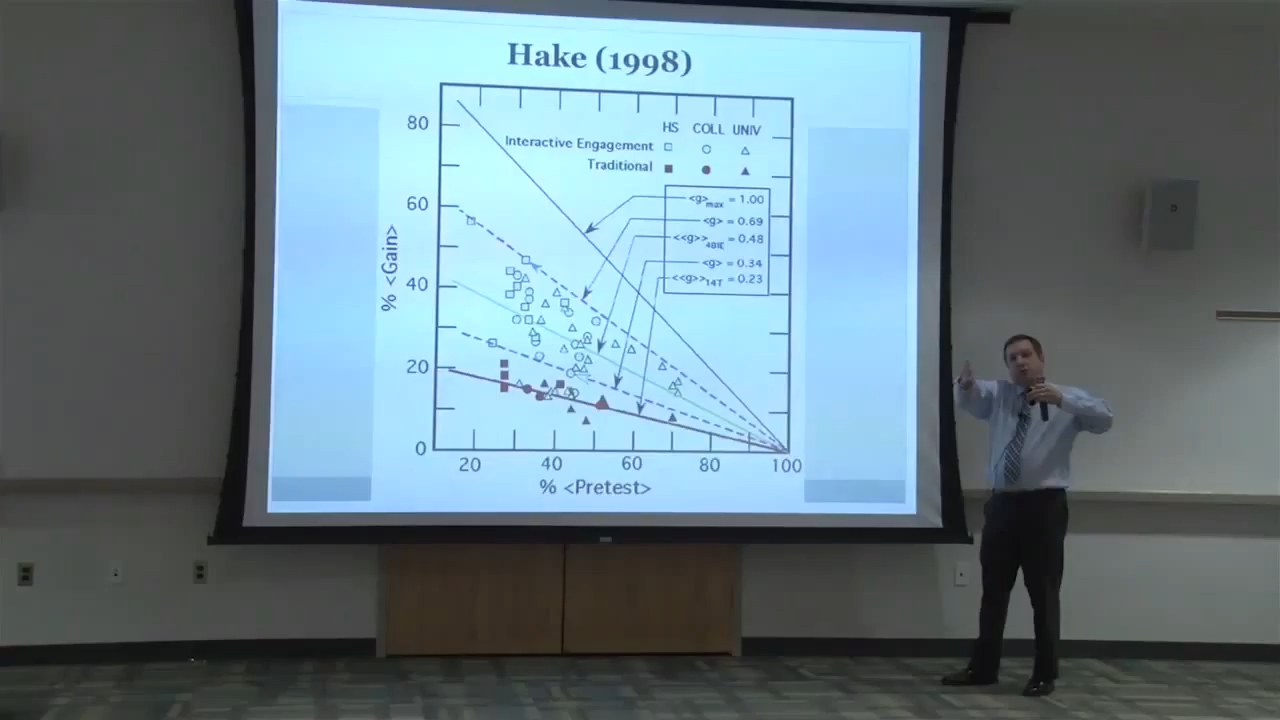 Hake (1998)
HS COLL UNIV
Interactive Engagement
Traditional
<g>max = 1.00
<g> = 0.69
<<g>>48IE = 0.48
<g> = 0.34
<<g>>14T = 0.23
80
60
40
20
0
% <Gain>
20 40 60 80 100
% <Pretest>